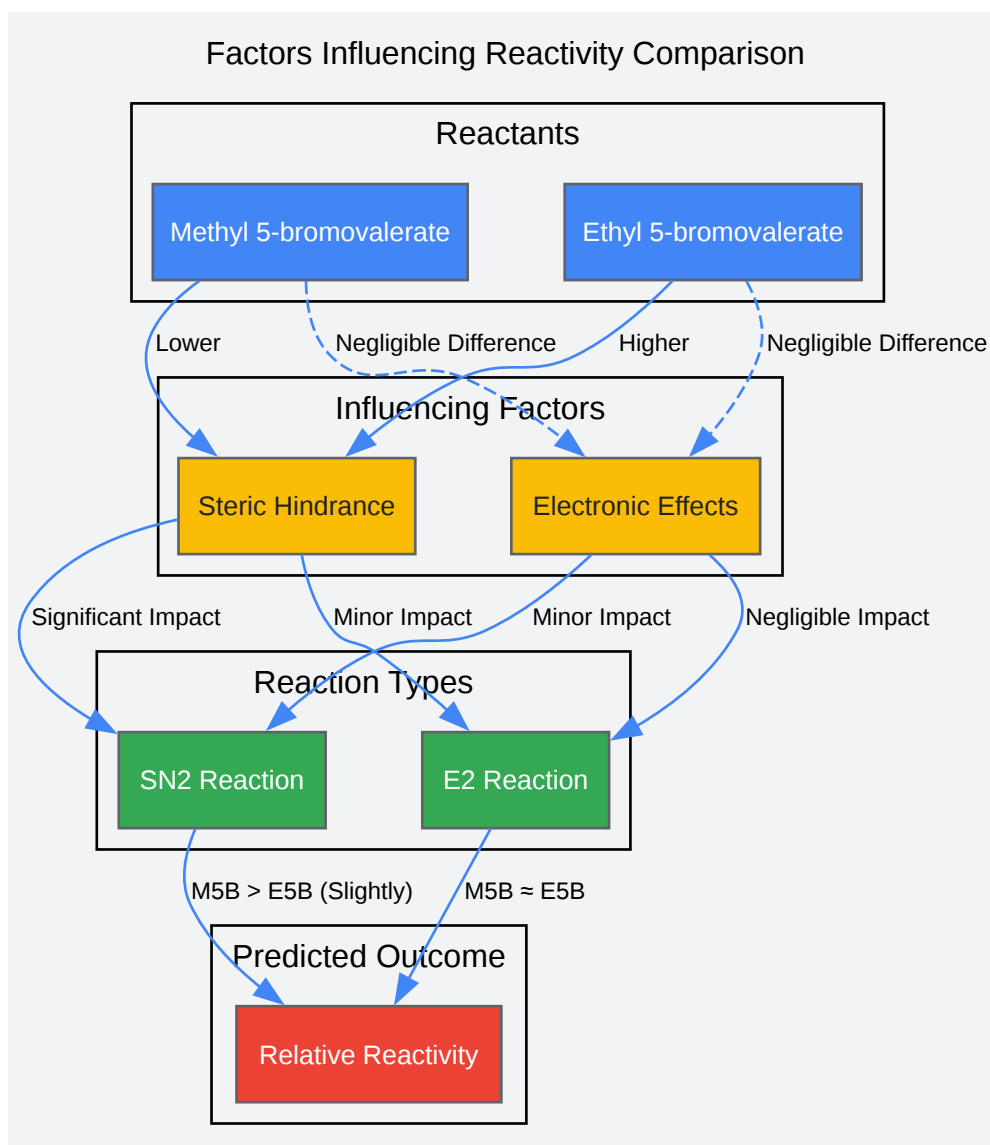 Factors Influencing Reactivity Comparison
Reactants
Methyl 5-bromovalerate
Ethyl 5-bromovalerate
Lower
Negligible Difference
Higher
Negligible Difference
Influencing Factors
Steric Hindrance
Electronic Effects
Significant Impact
Minor Impact
Minor Impact
Negligible Impact
Reaction Types
SN2 Reaction
E2 Reaction
M5B > E5B (Slightly)
M5B ≈ E5B
Predicted Outcome
Relative Reactivity